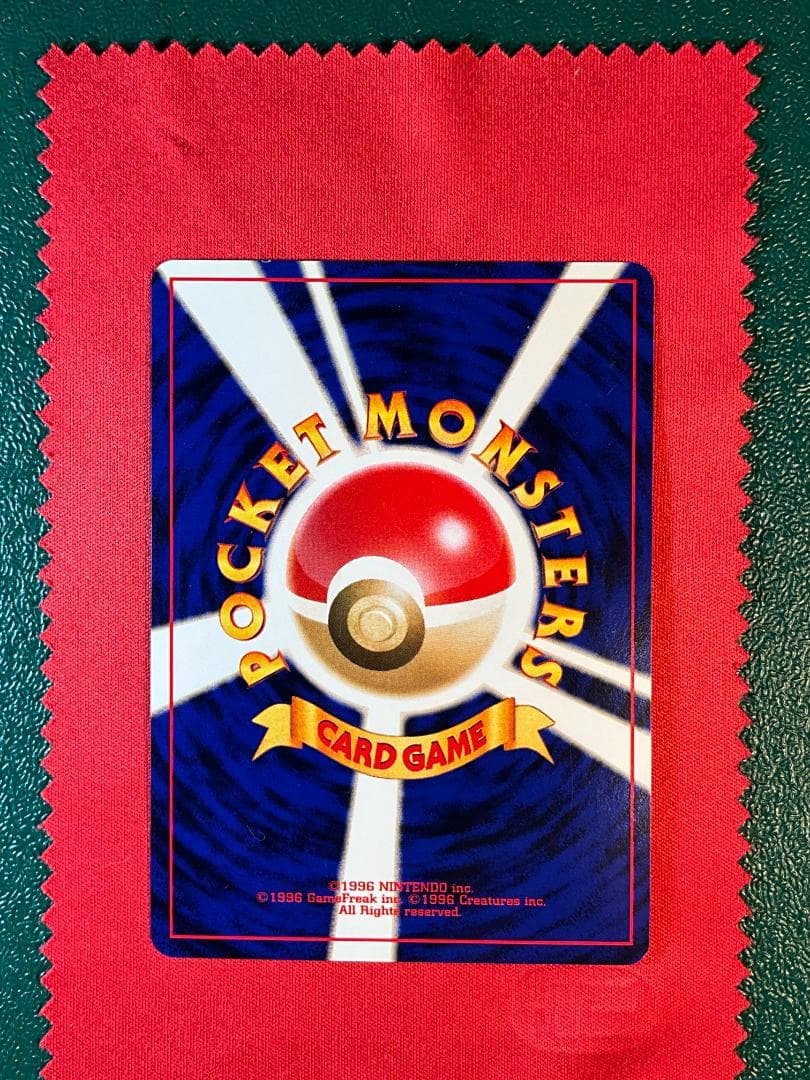 POCKET MONSTERS
CARD GAME
©1996 NINTENDO inc.
©1996 GameFreak inc. ©1996 Creatures inc.
All Rights reserved.